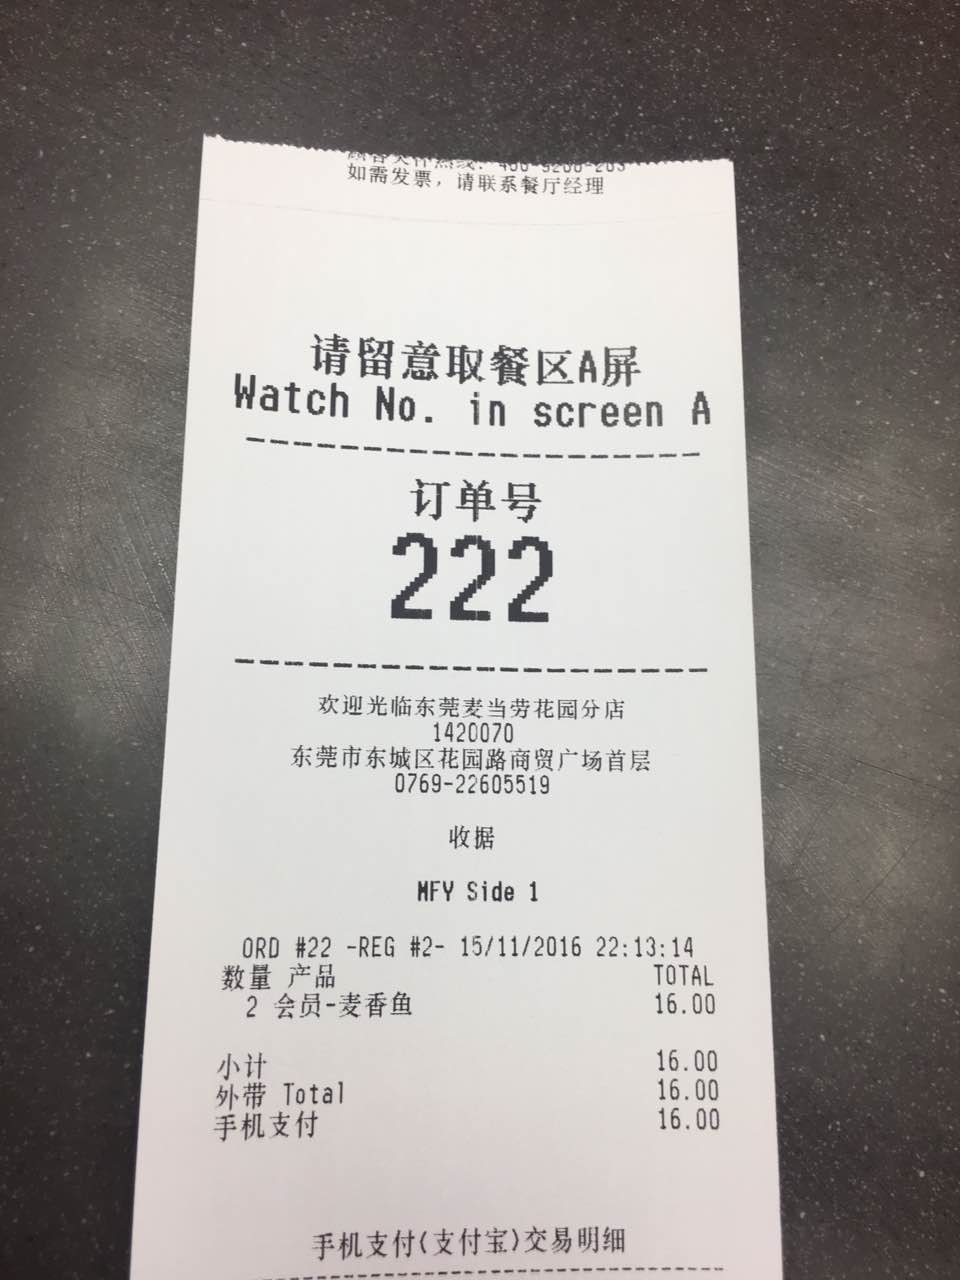 如需发票，请联系餐厅经理
请留意取餐区A屏
Watch No. in screen A
订单号
222
欢迎光临东莞麦当劳花园分店
1420070
东莞市东城区花园路商贸广场首层
0769-22605519
收据
MFY Side 1
ORD #22 -REG #2- 15/11/2016 22:13:14
数量 产品 TOTAL
2 会员-麦香鱼 16.00
小计 16.00
外带 Total 16.00
手机支付 16.00
手机支付(支付宝)交易明细